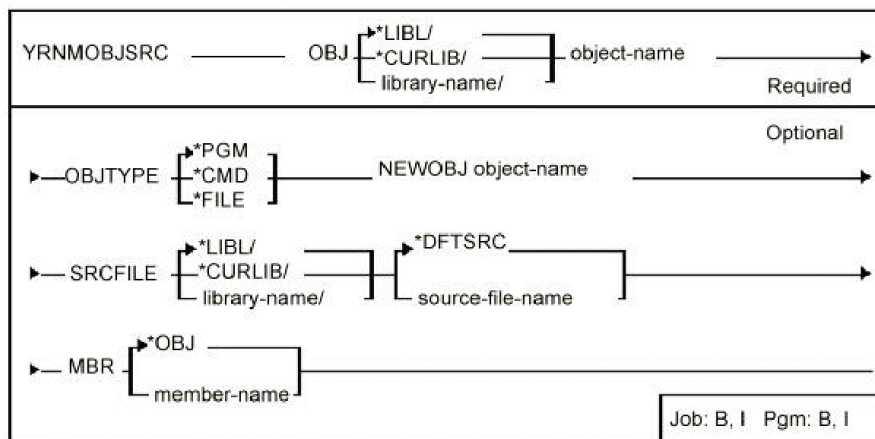 *LIBL/
YRNMOBJSRC OBJ *CURLIB/ object-name
library-name/
Required
Optional
*PGM
OBJTYPE *CMD NEWOBJ object-name
*FILE
*LIBL/ *DFTSRC
SRCFILE *CURLIB/
library-name/ source-file-name
*OBJ
MBR
member-name
Job: B, I Pgm: B, I